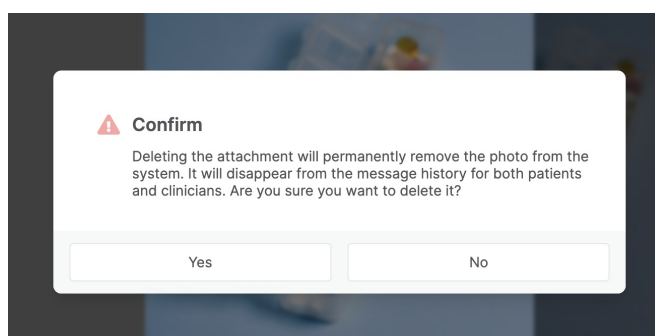 Confirm
Deleting the attachment will permanently remove the photo from the
system. It will disappear from the message history for both patients
and clinicians. Are you sure you want to delete it?
Yes
No